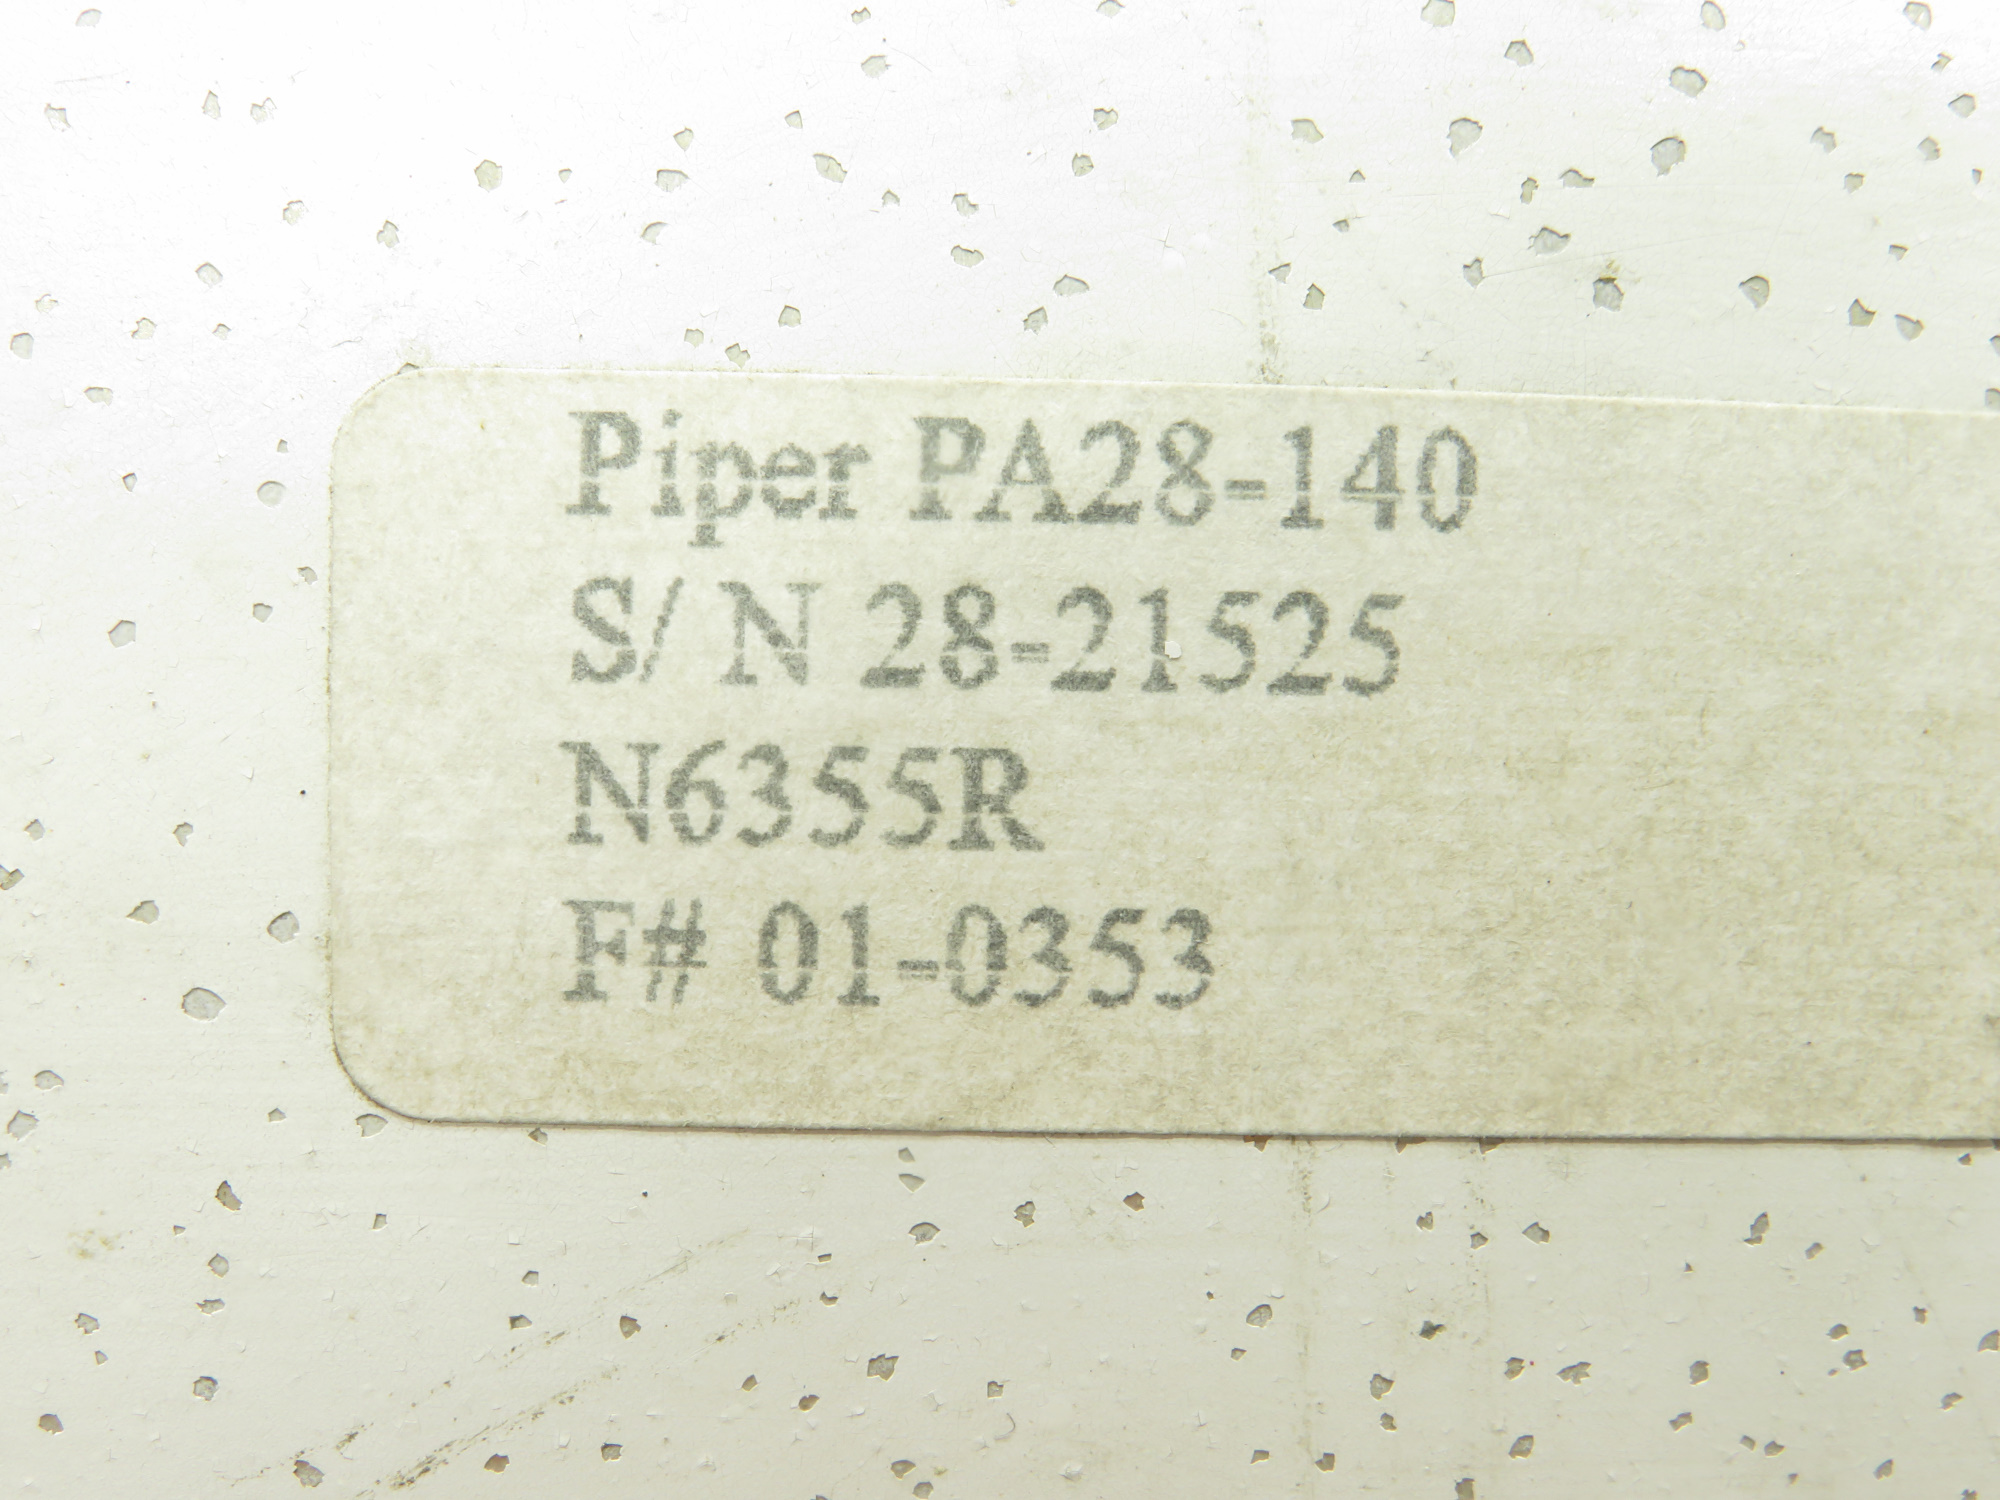 Piper PA28-140
S/ N 28-21525
N6355R
F# 01-0353